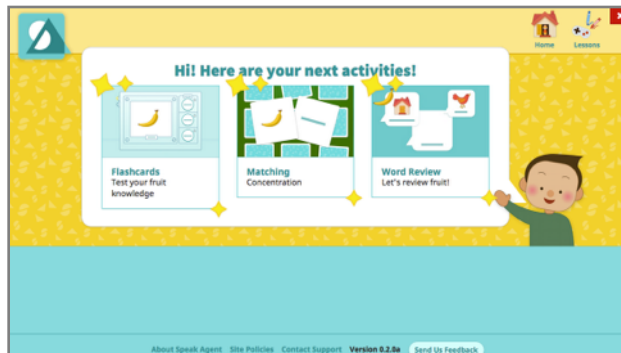 Home Lessons
Hi! Here are your next activities!
Flashcards
Test your fruit
knowledge
Matching
Concentration
Word Review
Let's review fruit!
About Speak Agent Site Policies Contact Support Version 0.2.0a Send Us Feedback